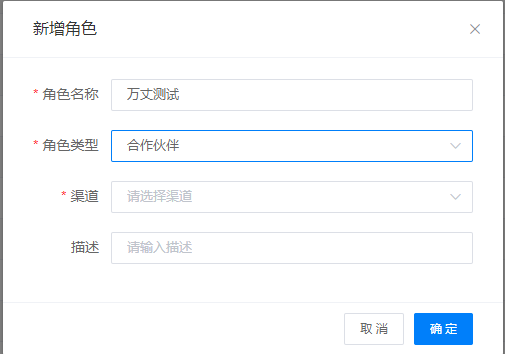 新增角色
* 角色名称 万丈测试
* 角色类型 合作伙伴
* 渠道 请选择渠道
描述 请输入描述
取消 确定